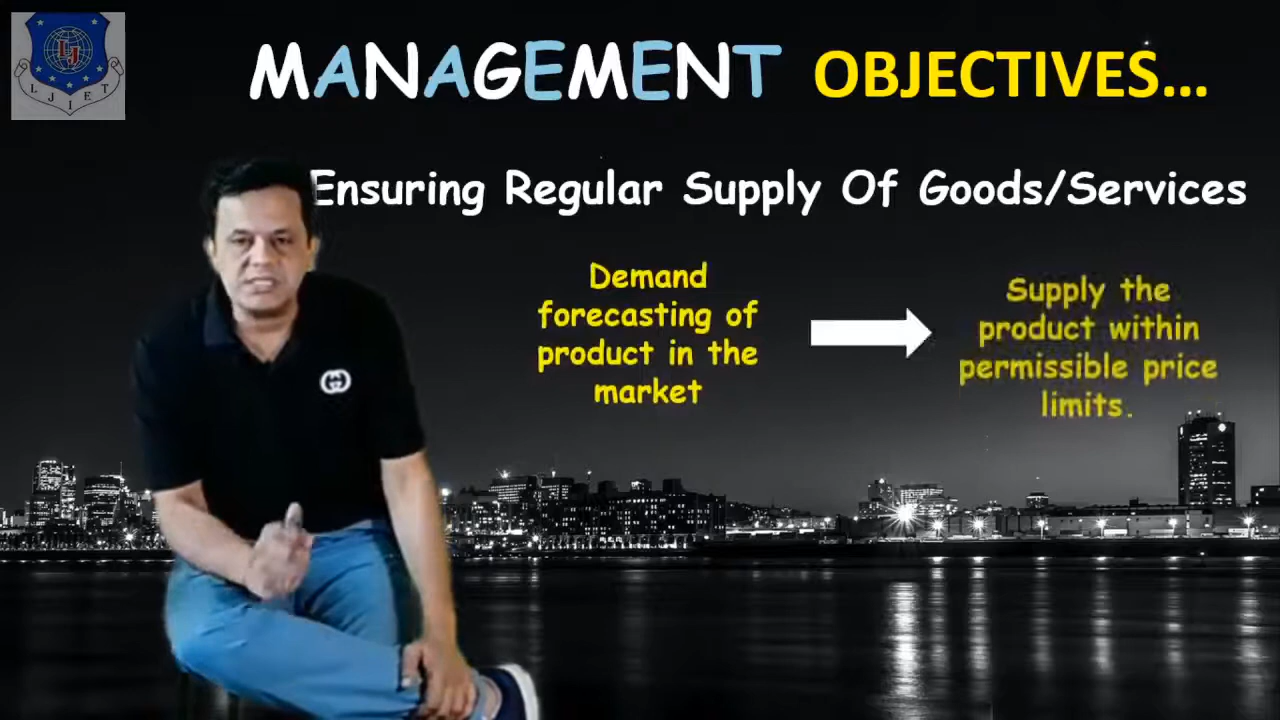 LJIET
MANAGEMENT OBJECTIVES...
Ensuring Regular Supply Of Goods/Services
Demand
forecasting of
product in the
market
Supply the
product within
permissible price
limits.